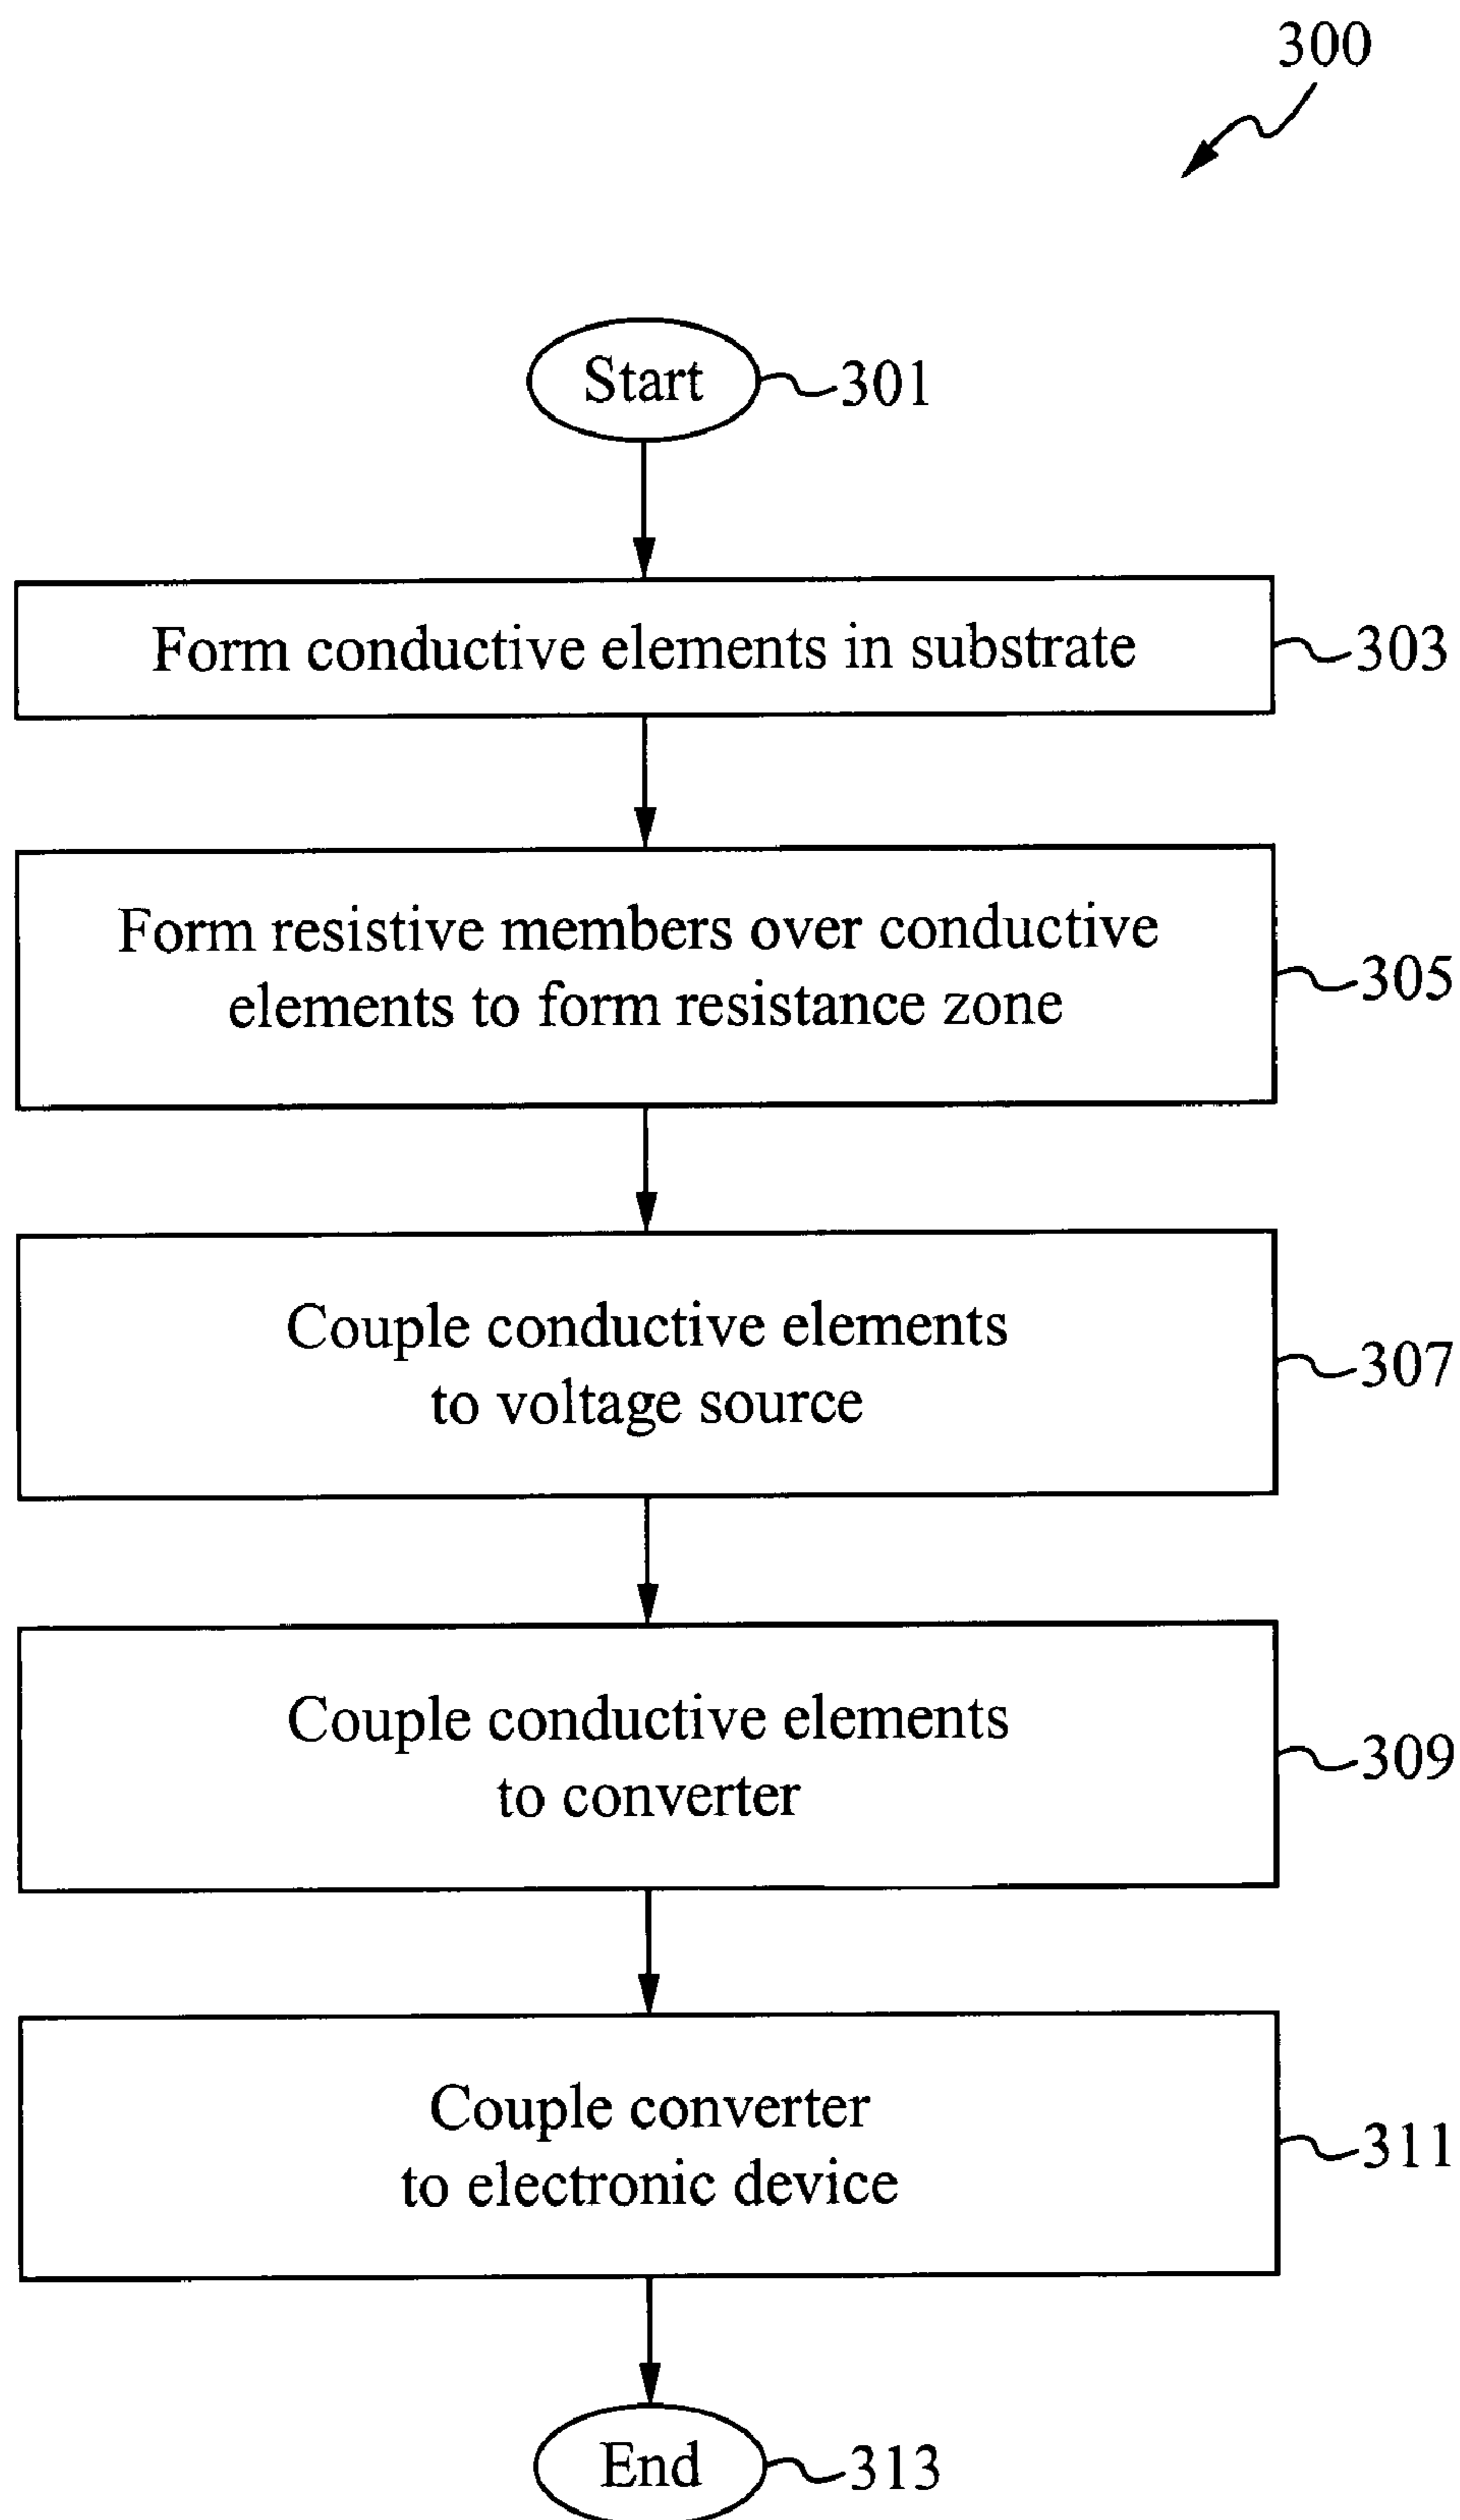 300
Start
301
Form conductive elements in substrate
303
Form resistive members over conductive
elements to form resistance zone
305
Couple conductive elements
to voltage source
307
Couple conductive elements
to converter
309
Couple converter
to electronic device
311
End
313